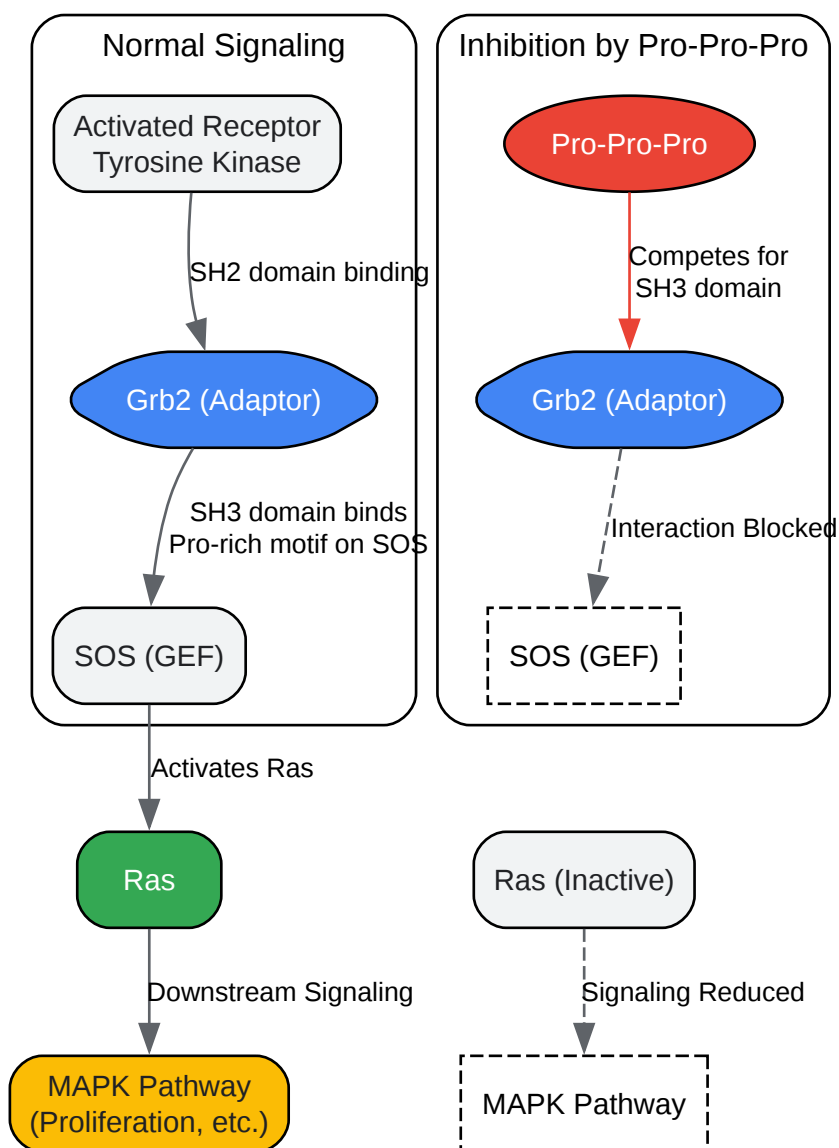 Normal Signaling
Activated Receptor
Tyrosine Kinase
SH2 domain binding
Grb2 (Adaptor)
SH3 domain binds
Pro-rich motif on SOS
SOS (GEF)
Activates Ras
Ras
Downstream Signaling
MAPK Pathway
(Proliferation, etc.)
Inhibition by Pro-Pro-Pro
Pro-Pro-Pro
Competes for
SH3 domain
Grb2 (Adaptor)
Interaction Blocked
SOS (GEF)
Ras (Inactive)
Signaling Reduced
MAPK Pathway